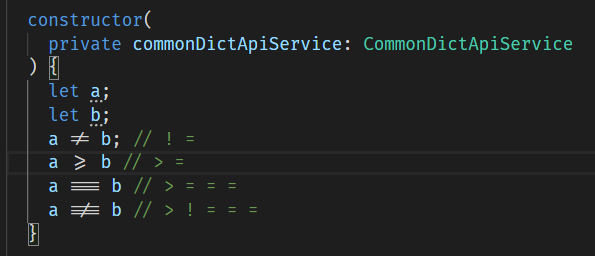 constructor(
private commonDictApiService: CommonDictApiService
) {
let a;
let b;
a ≠ b; // ! =
a ⩾ b // > =
a ≡ b // > = = =
a ≢ b // > ! = = =
}